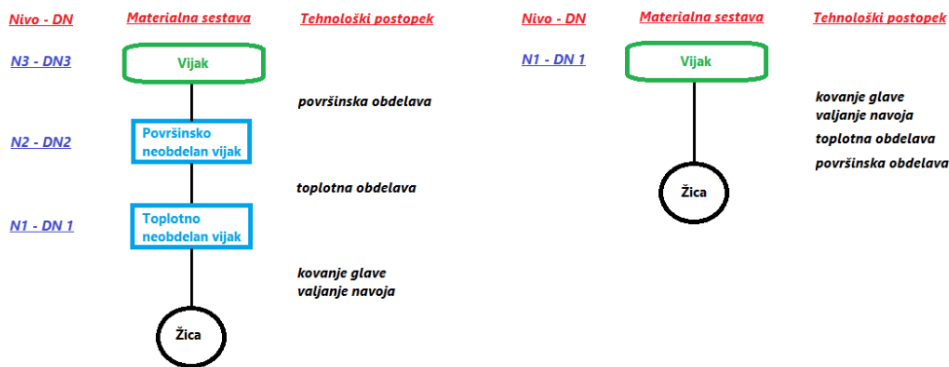 Nivo - DN
Materialna sestava
Tehnološki postopek
N3 - DN3
Vijak
površinska obdelava
N2 - DN2
Površinsko
neobdelan vijak
toplotna obdelava
N1 - DN 1
Toplotno
neobdelan vijak
kovanje glave
valjanje navoja
Žica
Nivo - DN
Materialna sestava
Tehnološki postopek
N1 - DN 1
Vijak
kovanje glave
valjanje navoja
toplotna obdelava
površinska obdelava
Žica